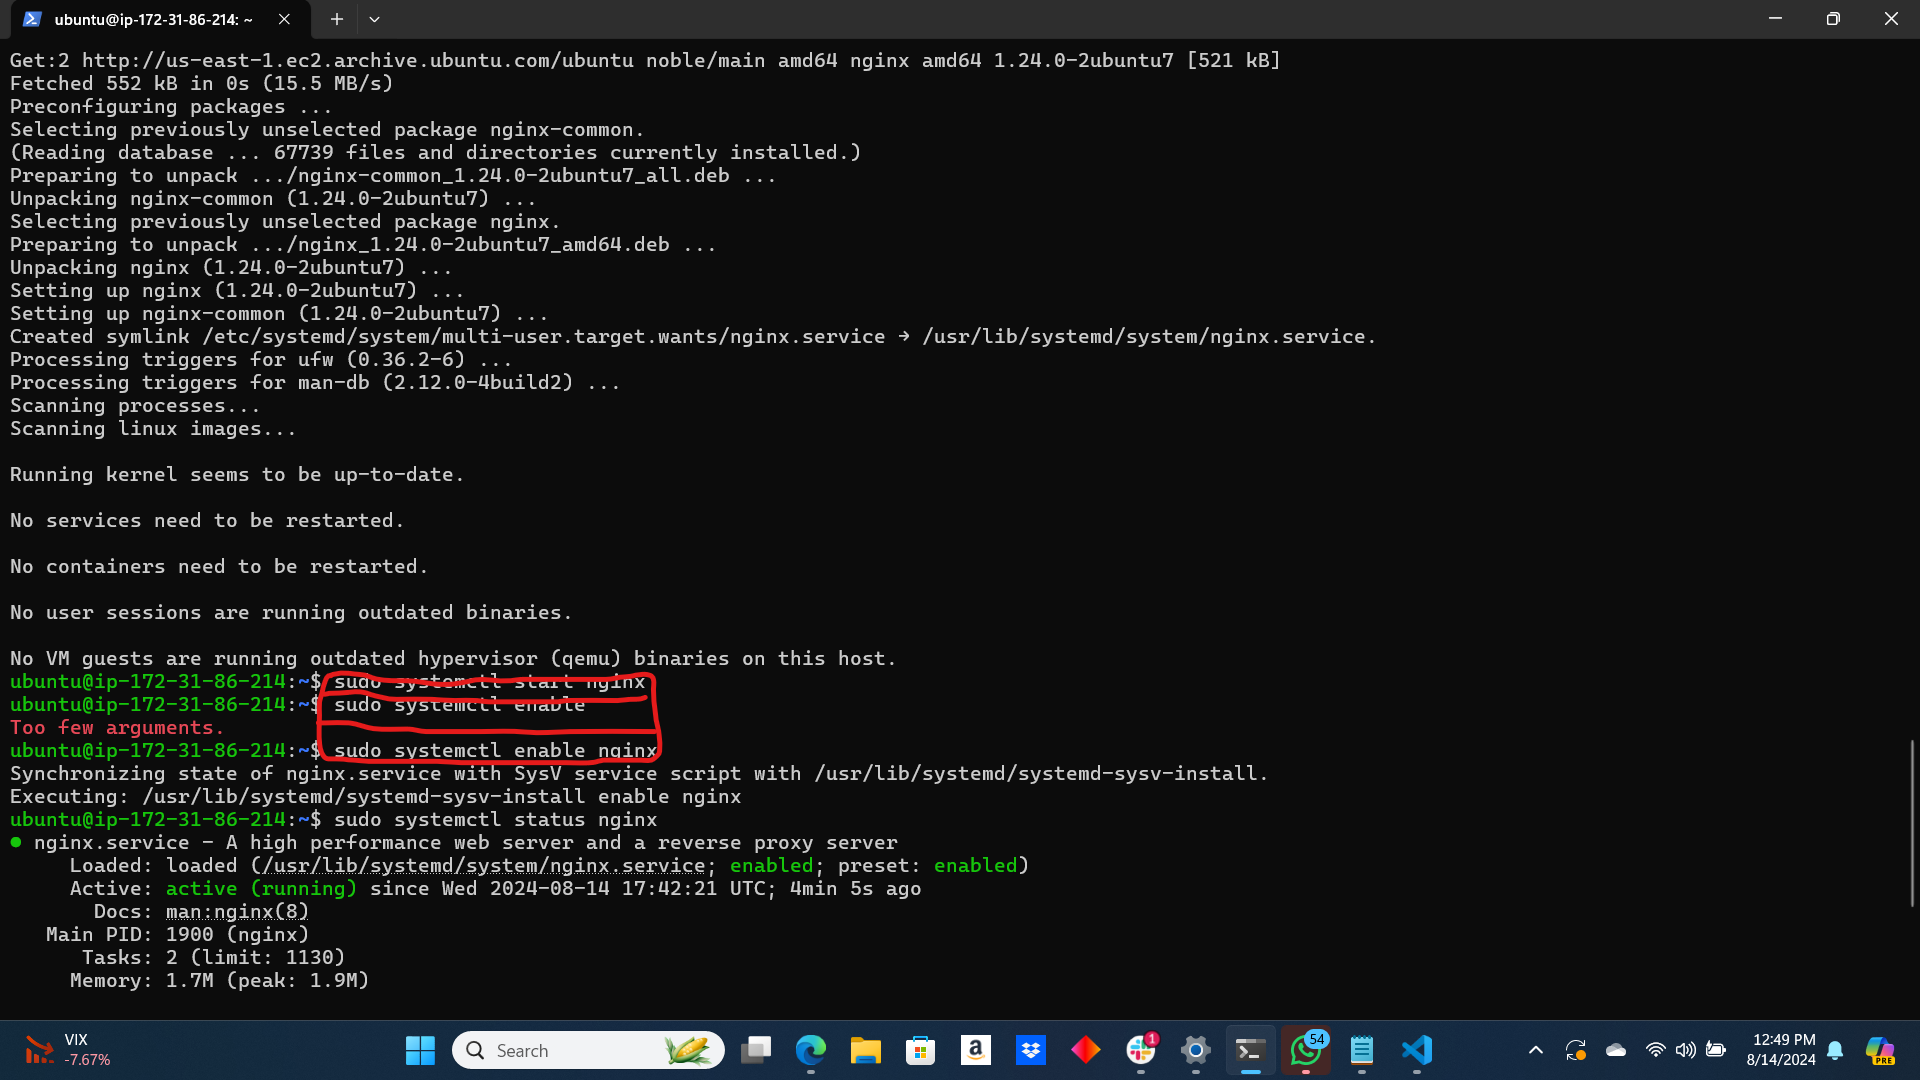 ubuntu@ip-172-31-86-214: ~
Get:2 http://us-east-1.ec2.archive.ubuntu.com/ubuntu noble/main amd64 nginx amd64 1.24.0-2ubuntu7 [521 kB]
Fetched 552 kB in 0s (15.5 MB/s)
Preconfiguring packages ...
Selecting previously unselected package nginx-common.
(Reading database ... 67739 files and directories currently installed.)
Preparing to unpack .../nginx-common_1.24.0-2ubuntu7_all.deb ...
Unpacking nginx-common (1.24.0-2ubuntu7) ...
Selecting previously unselected package nginx.
Preparing to unpack .../nginx_1.24.0-2ubuntu7_amd64.deb ...
Unpacking nginx (1.24.0-2ubuntu7) ...
Setting up nginx (1.24.0-2ubuntu7) ...
Setting up nginx-common (1.24.0-2ubuntu7) ...
Created symlink /etc/systemd/system/multi-user.target.wants/nginx.service → /usr/lib/systemd/system/nginx.service.
Processing triggers for ufw (0.36.2-6) ...
Processing triggers for man-db (2.12.0-4build2) ...
Scanning processes...
Scanning linux images...
Running kernel seems to be up-to-date.
No services need to be restarted.
No containers need to be restarted.
No user sessions are running outdated binaries.
No VM guests are running outdated hypervisor (qemu) binaries on this host.
ubuntu@ip-172-31-86-214:~$ sudo systemctl start nginx
ubuntu@ip-172-31-86-214:~$ sudo systemctl enable
Too few arguments.
ubuntu@ip-172-31-86-214:~$ sudo systemctl enable nginx
Synchronizing state of nginx.service with SysV service script with /usr/lib/systemd/systemd-sysv-install.
Executing: /usr/lib/systemd/systemd-sysv-install enable nginx
ubuntu@ip-172-31-86-214:~$ sudo systemctl status nginx
● nginx.service - A high performance web server and a reverse proxy server
Loaded: loaded (/usr/lib/systemd/system/nginx.service; enabled; preset: enabled)
Active: active (running) since Wed 2024-08-14 17:42:21 UTC; 4min 5s ago
Docs: man:nginx(8)
Main PID: 1900 (nginx)
Tasks: 2 (limit: 1130)
Memory: 1.7M (peak: 1.9M)
VIX
-7.67%
Search
a
1
54
12:49 PM
8/14/2024
PRE